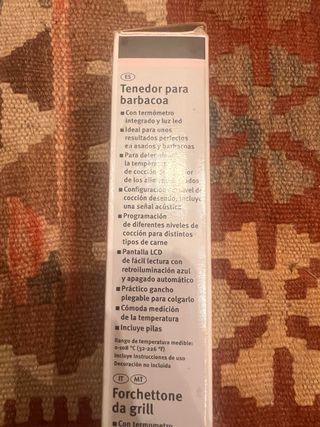 ES
Tenedor para
barbacoa
■ Con termómetro
integrado y luz led
■ Ideal para unos
resultados perfectos
en asados y barbacoas
■ Para
la
de cocción
de los
■ Configuración nivel de
cocción deseado, incluye
una señal acústica
■ Programación
de diferentes niveles de
cocción para distintos
tipos de carne
■ Pantalla LCD
de fácil lectura con
retroiluminación azul
y apagado automático
■ Práctico gancho
plegable para colgarlo
■ Cómoda medición
de la temperatura
■ Incluye pilas
Rango de temperatura medible:
Incluye instrucciones de uso
Decoración no incluida
IT MT
Forchettone
da grill
■ Con termometro